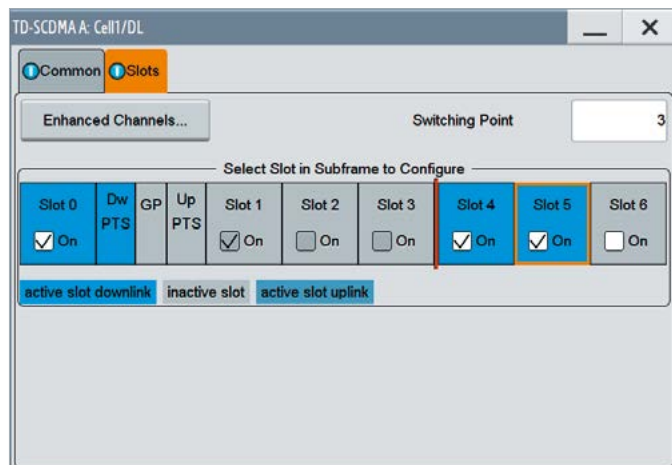 TD-SCDMA A: Cell1/DL
Common Slots
Enhanced Channels... Switching Point 3
Select Slot in Subframe to Configure
Slot 0 Dw PTS GP Up PTS Slot 1 Slot 2 Slot 3 Slot 4 Slot 5 Slot 6
On On On On On On On
active slot downlink inactive slot active slot uplink